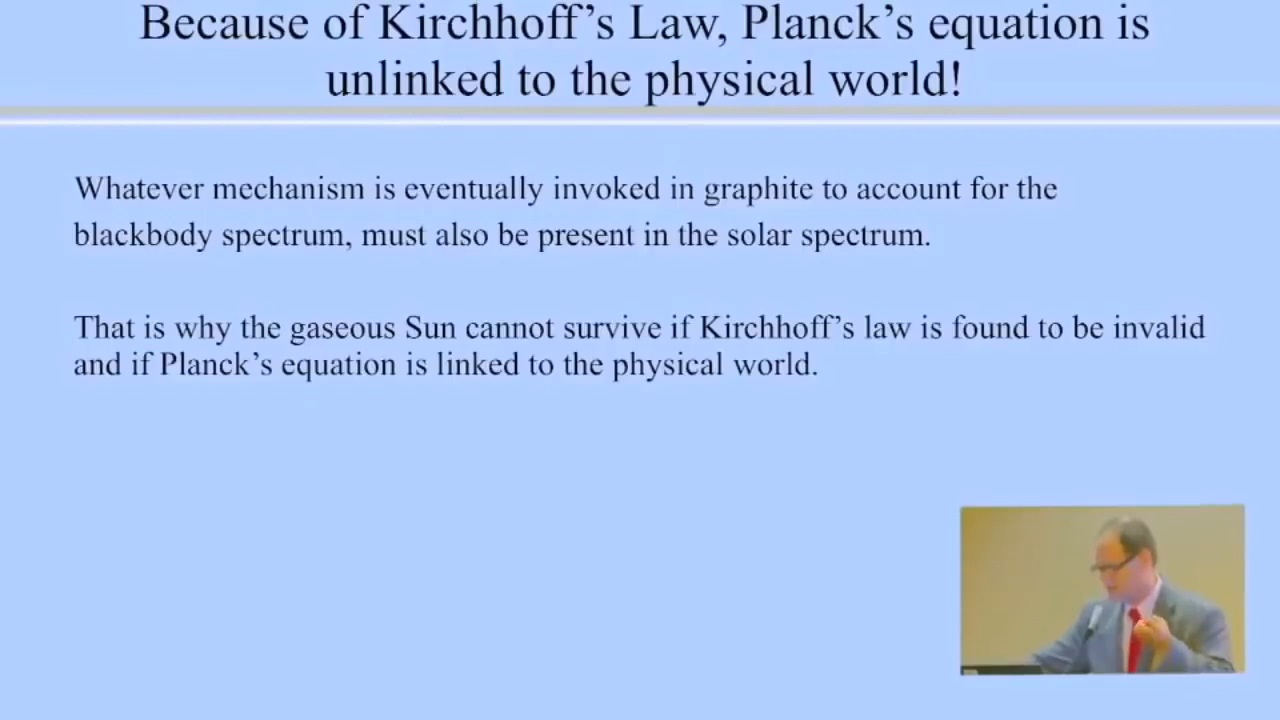 Because of Kirchhoff’s Law, Planck’s equation is
unlinked to the physical world!
Whatever mechanism is eventually invoked in graphite to account for the
blackbody spectrum, must also be present in the solar spectrum.
That is why the gaseous Sun cannot survive if Kirchhoff’s law is found to be invalid
and if Planck’s equation is linked to the physical world.